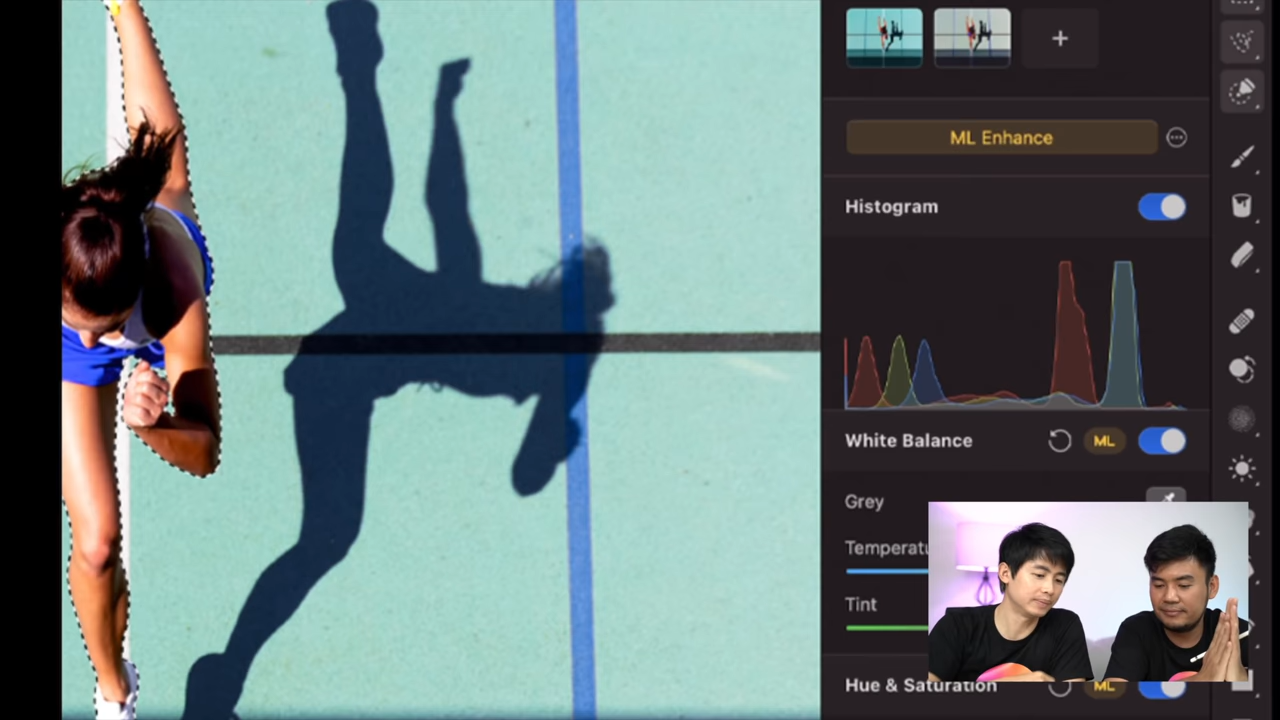 ML Enhance
Histogram
White Balance
ML
Grey
Temperatu
Tint
Hue & Saturation
ML